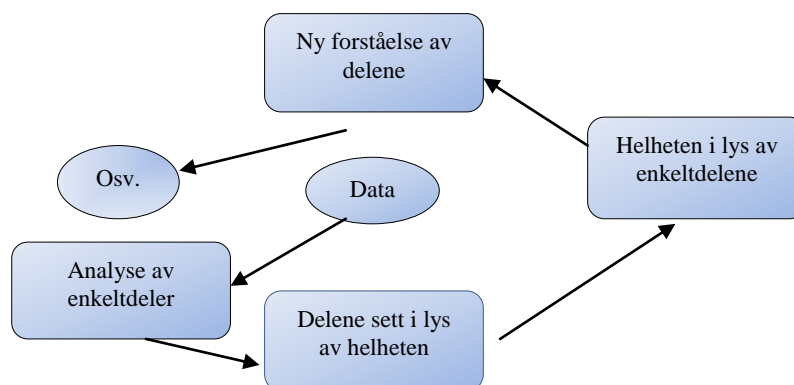 Ny forståelse av
delene
Helheten i lys av
enkeltdelene
Osv.
Data
Analyse av
enkeltdeler
Delene sett i lys
av helheten